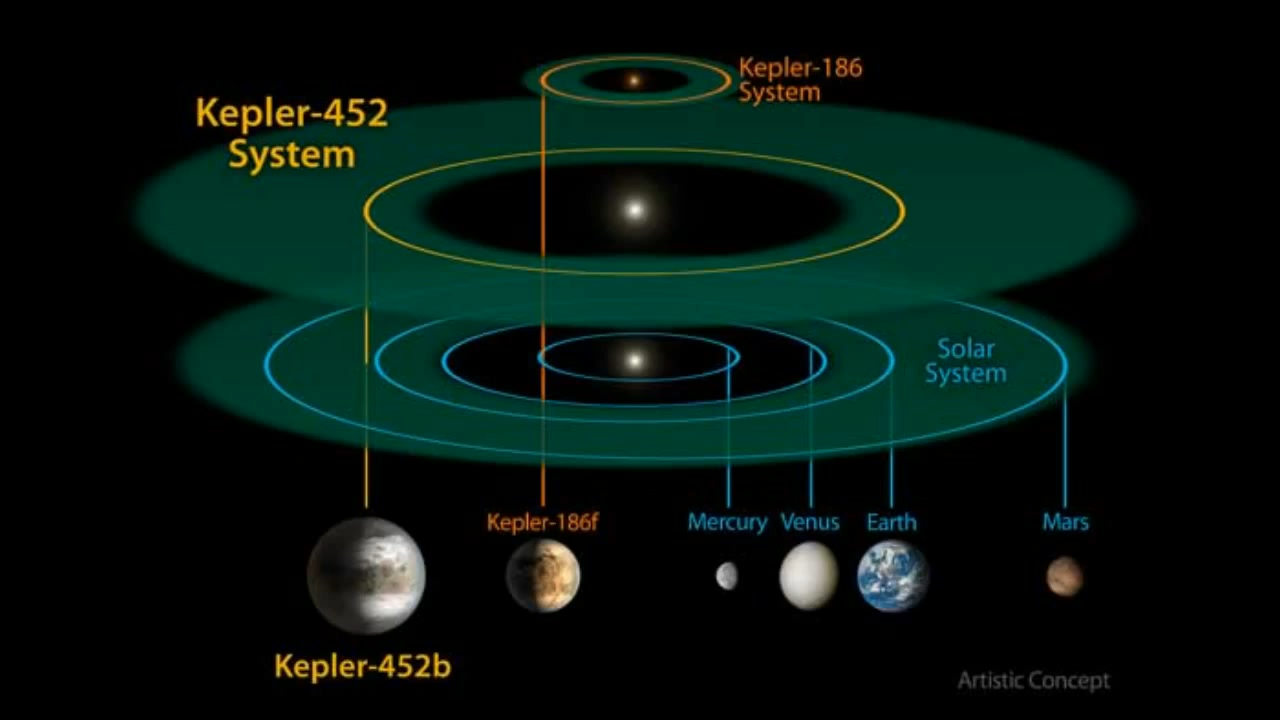 Kepler-186
System
Kepler-452
System
Solar
System
Kepler-186f
Mercury
Venus
Earth
Mars
Kepler-452b
Artistic Concept